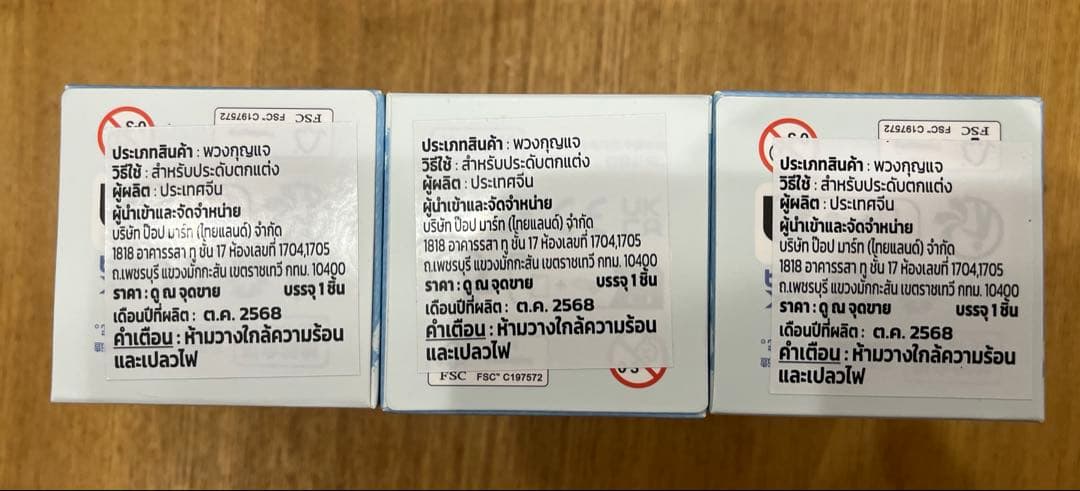 FSC FSC™ C197572
ประเภทสินค้า : พวงกุญแจ
วิธีใช้ : สำหรับประดับตกแต่ง
ผู้ผลิต : ประเทศจีน
ผู้นำเข้าและจัดจำหน่าย
บริษัท ป๊อป มาร์ท (ไทยแลนด์) จำกัด
1818 อาคารรสา ทู ชั้น 17 ห้องเลขที่ 1704,1705
ถ.เพชรบุรี แขวงมักกะสัน เขตราชเทวี กทม. 10400
ราคา : ดู ณ จุดขาย บรรจุ 1 ชิ้น
เดือนปีที่ผลิต : ต.ค. 2568
คำเตือน : ห้ามวางใกล้ความร้อน
และเปลวไฟ
ประเภทสินค้า : พวงกุญแจ
วิธีใช้ : สำหรับประดับตกแต่ง
ผู้ผลิต : ประเทศจีน
ผู้นำเข้าและจัดจำหน่าย
บริษัท ป๊อป มาร์ท (ไทยแลนด์) จำกัด
1818 อาคารรสา ทู ชั้น 17 ห้องเลขที่ 1704,1705
ถ.เพชรบุรี แขวงมักกะสัน เขตราชเทวี กทม. 10400
ราคา : ดู ณ จุดขาย บรรจุ 1 ชิ้น
เดือนปีที่ผลิต : ต.ค. 2568
คำเตือน : ห้ามวางใกล้ความร้อน
และเปลวไฟ
FSC FSC™ C197572
FSC FSC™ C197572
ประเภทสินค้า : พวงกุญแจ
วิธีใช้ : สำหรับประดับตกแต่ง
ผู้ผลิต : ประเทศจีน
ผู้นำเข้าและจัดจำหน่าย
บริษัท ป๊อป มาร์ท (ไทยแลนด์) จำกัด
1818 อาคารรสา ทู ชั้น 17 ห้องเลขที่ 1704,1705
ถ.เพชรบุรี แขวงมักกะสัน เขตราชเทวี กทม. 10400
ราคา : ดู ณ จุดขาย บรรจุ 1 ชิ้น
เดือนปีที่ผลิต : ต.ค. 2568
คำเตือน : ห้ามวางใกล้ความร้อน
และเปลวไฟ